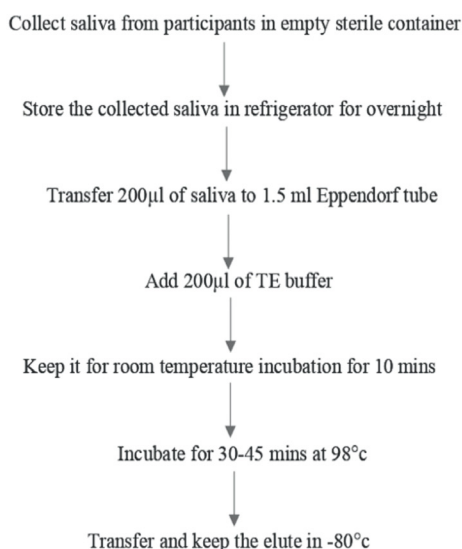 Collect saliva from participants in empty sterile container
Store the collected saliva in refrigerator for overnight
Transfer 200µl of saliva to 1.5 ml Eppendorf tube
Add 200µl of TE buffer
Keep it for room temperature incubation for 10 mins
Incubate for 30-45 mins at 98°c
Transfer and keep the elute in -80°c